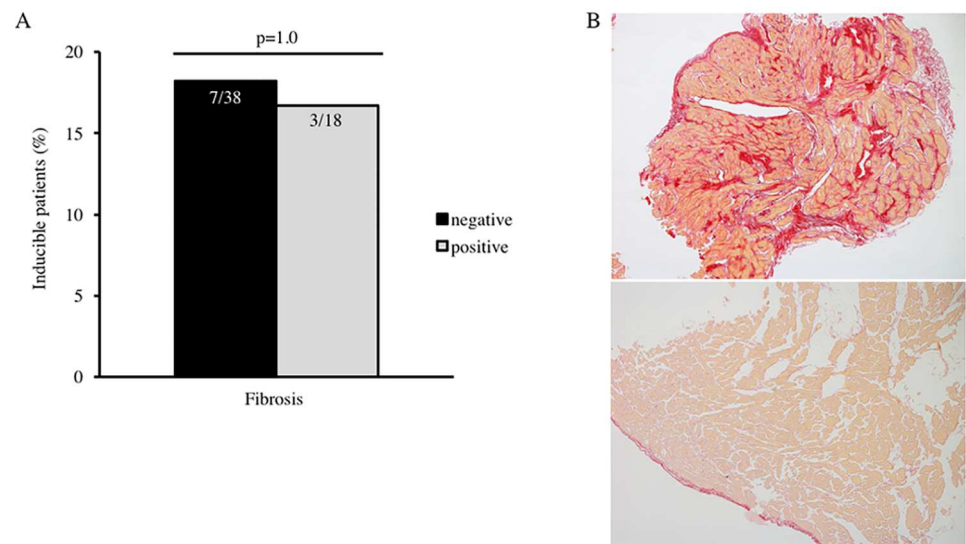 A
B
p=1.0
20
15
10
5
0
Inducible patients (%)
7/38
3/18
negative
positive
Fibrosis